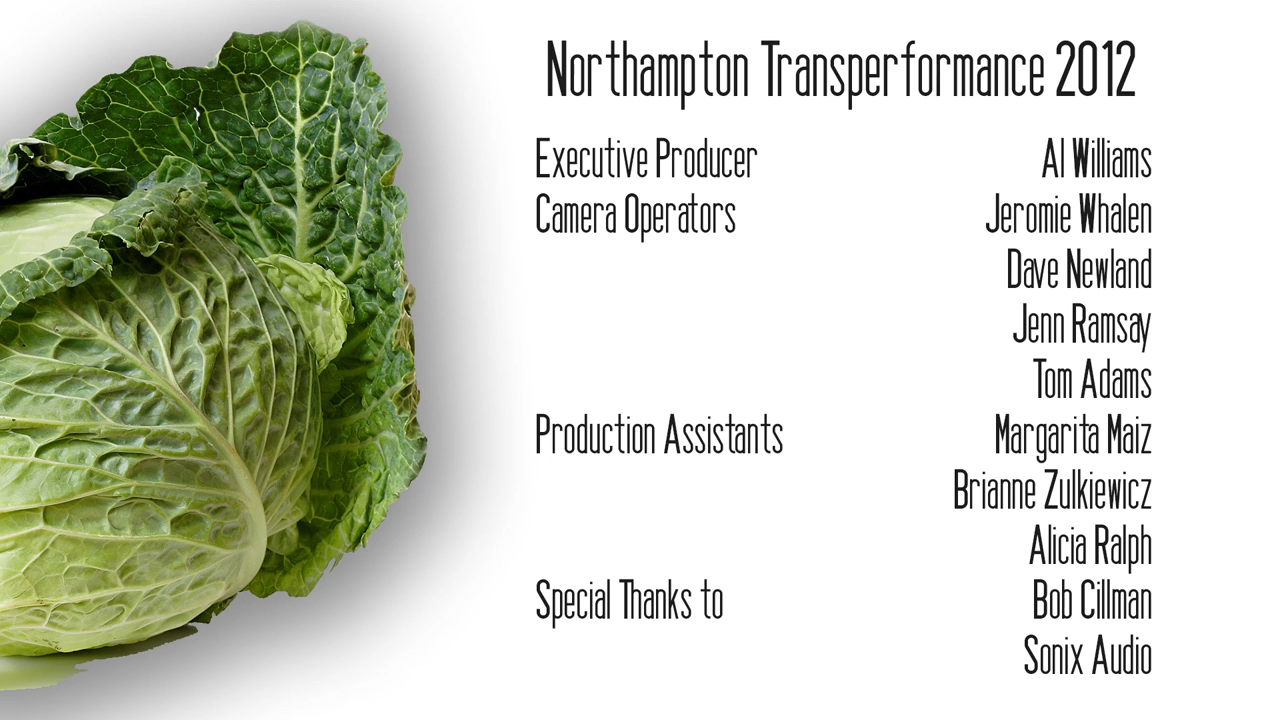 Northampton Transperformance 2012
Executive Producer Al Williams
Camera Operators Jeromie Whalen
Dave Newland
Jenn Ramsay
Tom Adams
Production Assistants Margarita Maiz
Brianne Zulkiewicz
Alicia Ralph
Special Thanks to Bob Cillman
Sonix Audio